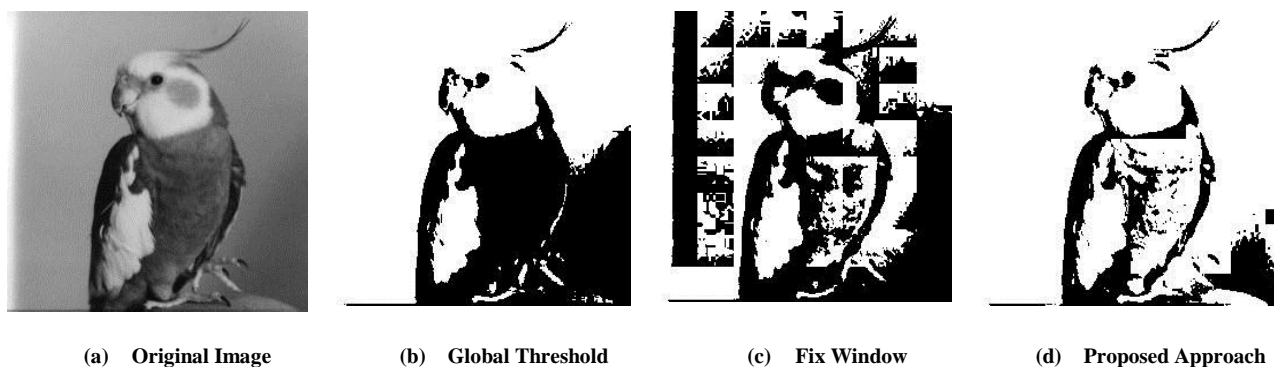 (a) Original Image
(b) Global Threshold
(c) Fix Window
(d) Proposed Approach